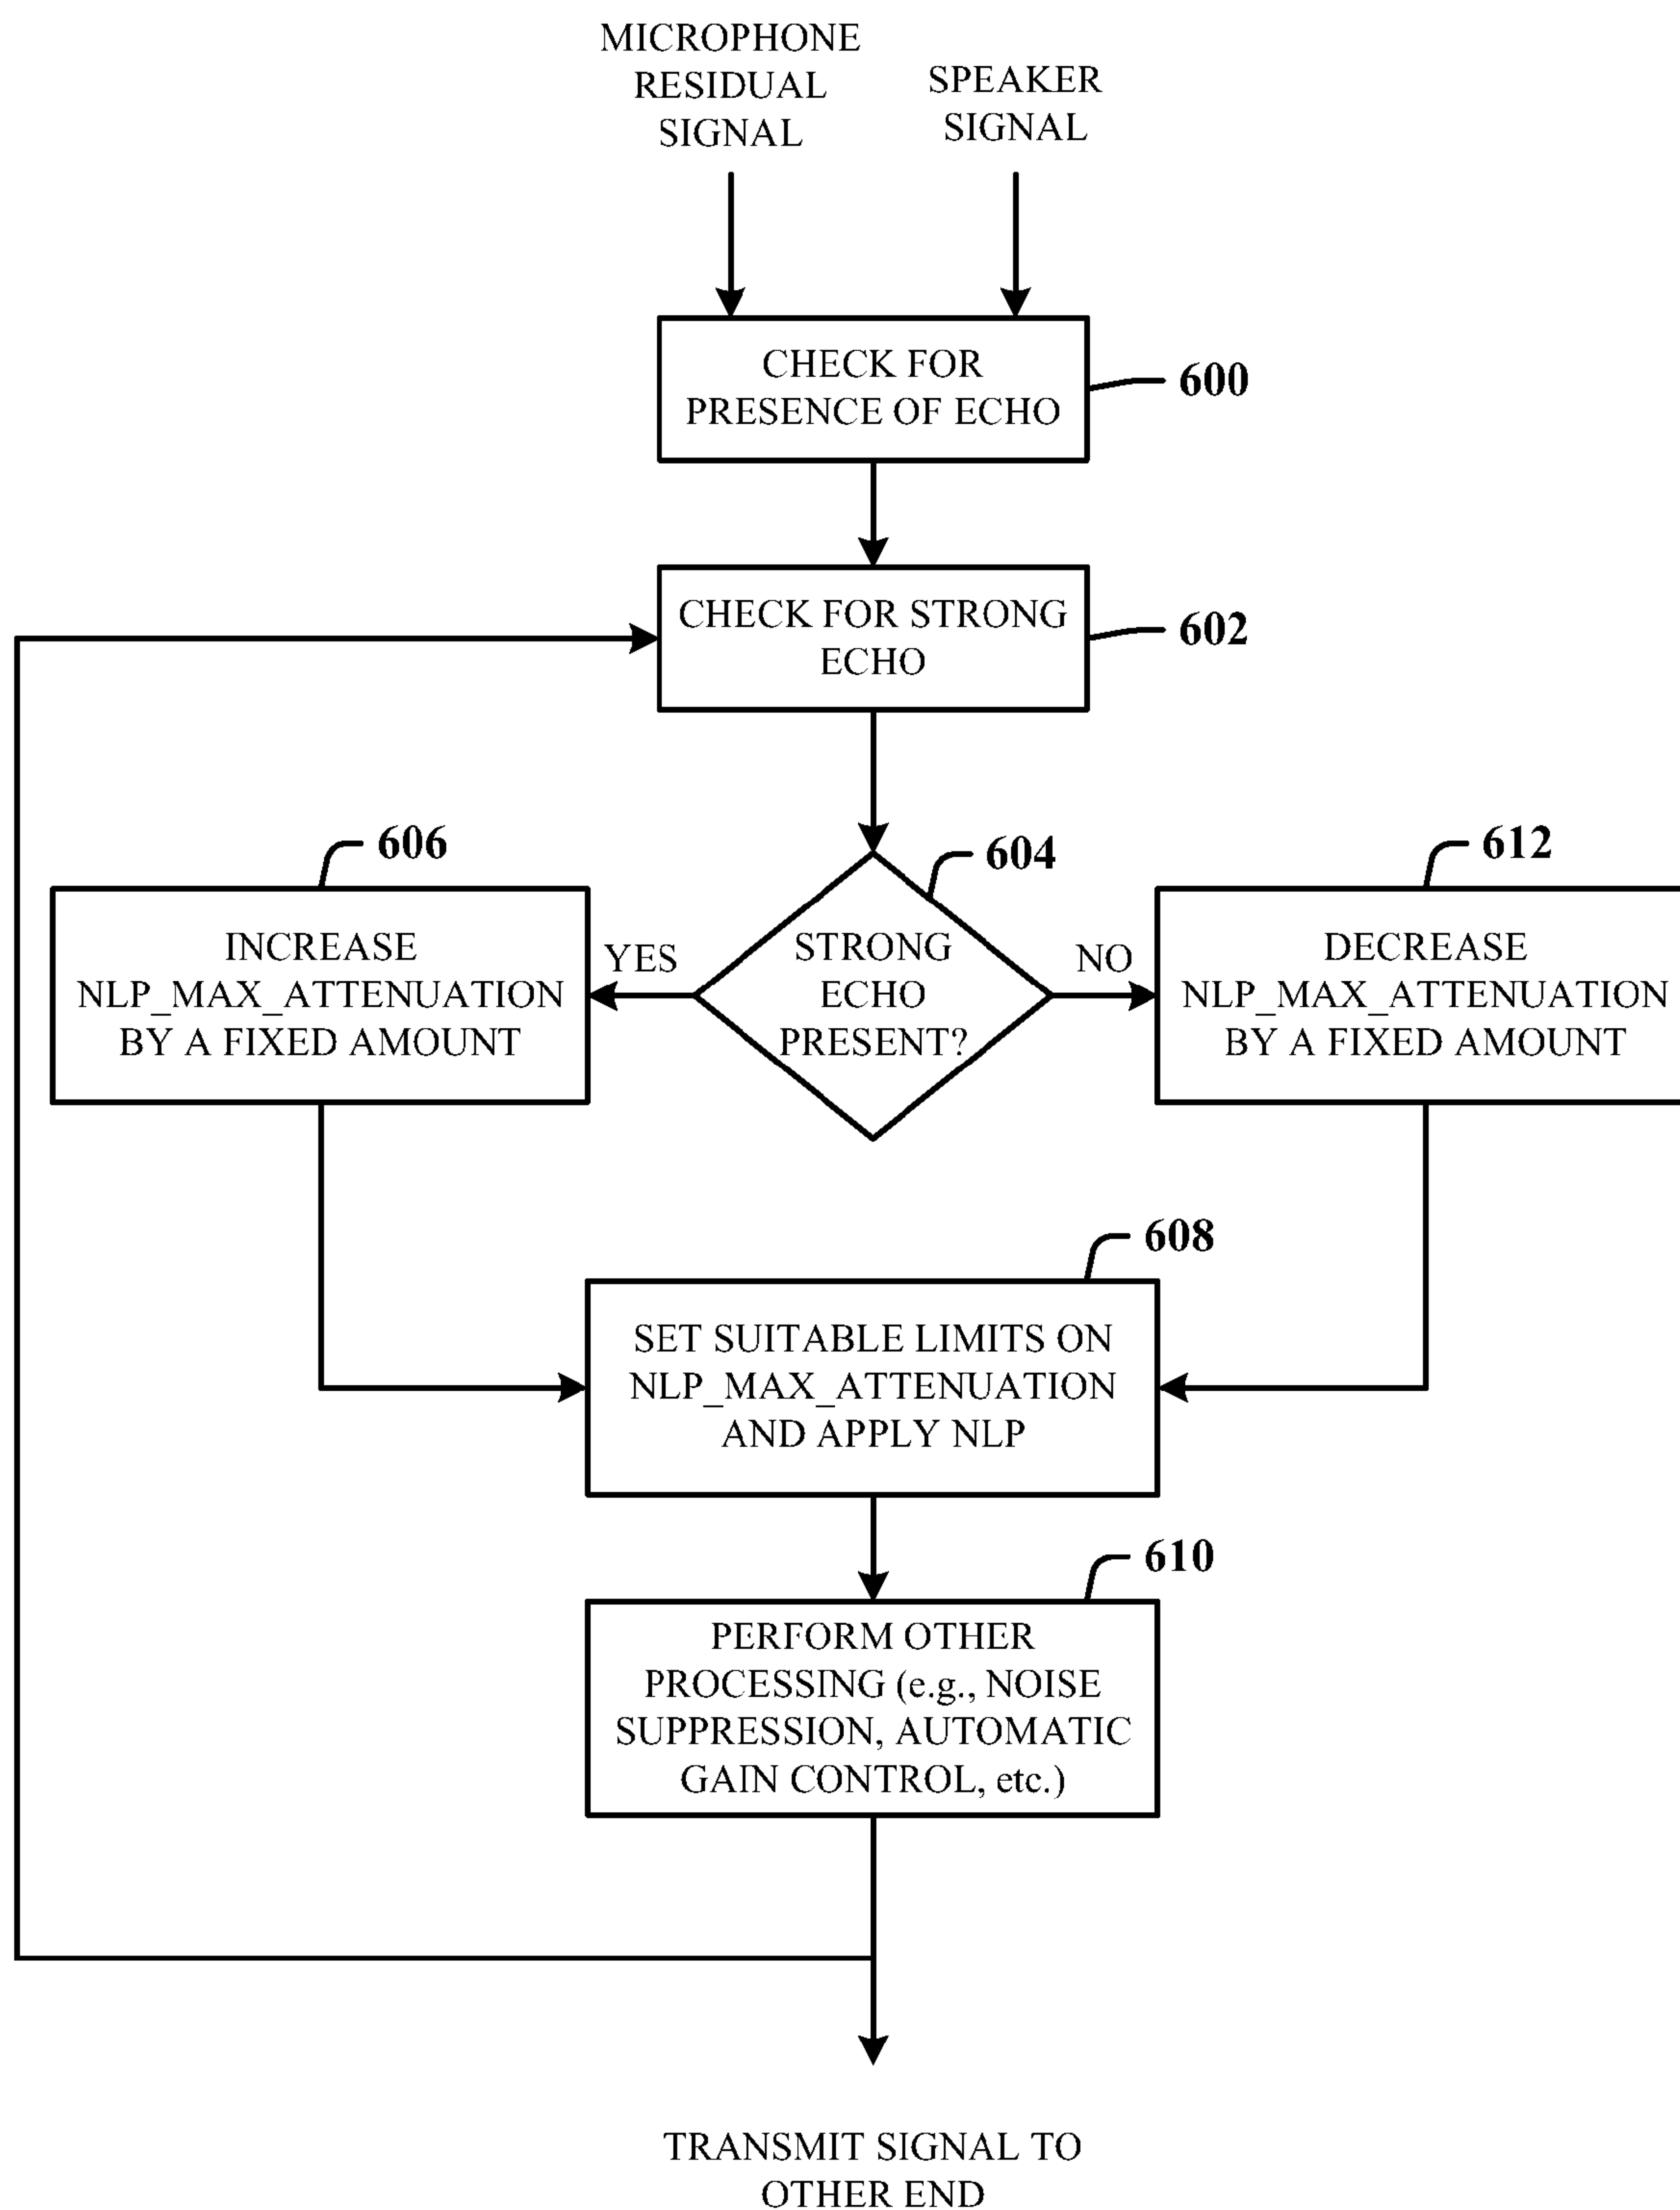 MICROPHONE
RESIDUAL
SIGNAL
SPEAKER
SIGNAL
CHECK FOR
PRESENCE OF ECHO
600
CHECK FOR STRONG
ECHO
602
606
604
612
INCREASE
NLP_MAX_ATTENUATION
BY A FIXED AMOUNT
YES
STRONG
ECHO
PRESENT?
NO
DECREASE
NLP_MAX_ATTENUATION
BY A FIXED AMOUNT
608
SET SUITABLE LIMITS ON
NLP_MAX_ATTENUATION
AND APPLY NLP
610
PERFORM OTHER
PROCESSING (e.g., NOISE
SUPPRESSION, AUTOMATIC
GAIN CONTROL, etc.)
TRANSMIT SIGNAL TO
OTHER END